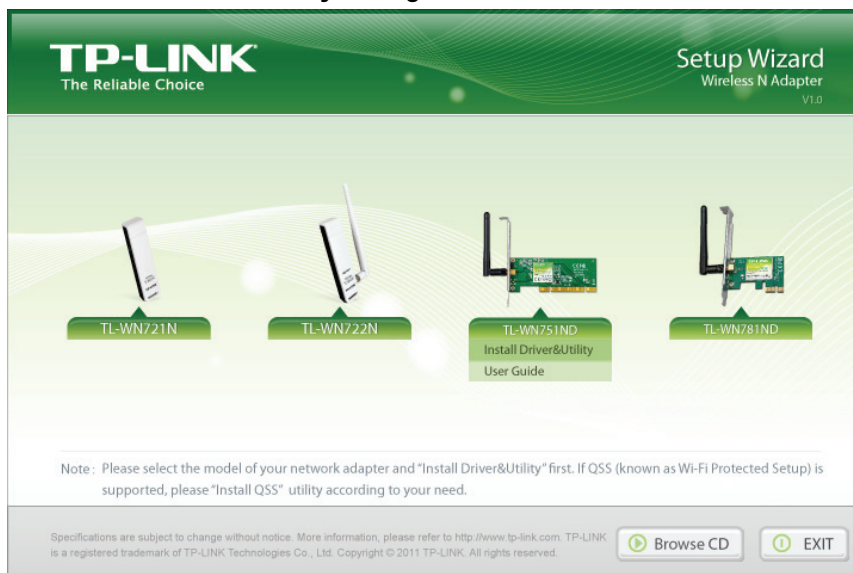 TP-LINK
The Reliable Choice
Setup Wizard
Wireless N Adapter
V1.0
TL-WN721N
TL-WN722N
TL-WN751ND
TL-WN781ND
Install Driver&Utility
User Guide
Note : Please select the model of your network adapter and "Install Driver&Utility" first. If QSS (known as Wi-Fi Protected Setup) is
supported, please "Install QSS" utility according to your need.
Specifications are subject to change without notice. More information, please refer to http://www.tp-link.com. TP-LINK
is a registered trademark of TP-LINK Technologies Co., Ltd. Copyright © 2011 TP-LINK. All rights reserved.
Browse CD
EXIT